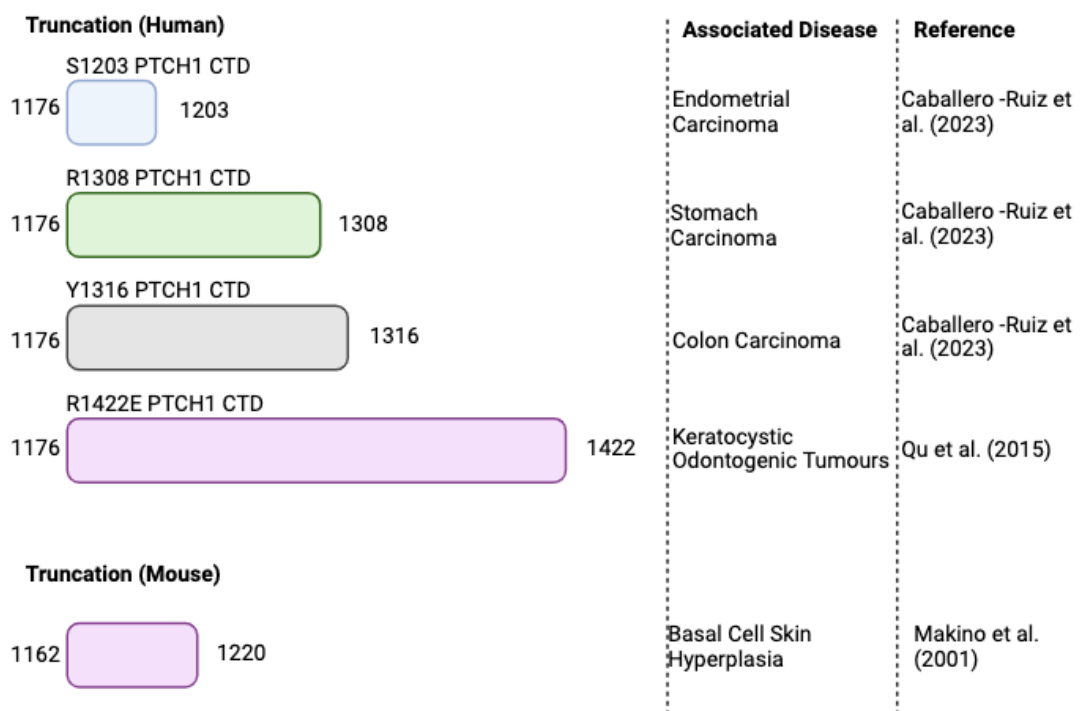 Truncation (Human)
Associated Disease
Reference
S1203 PTCH1 CTD
1176
1203
Endometrial
Carcinoma
Caballero -Ruiz et
al. (2023)
R1308 PTCH1 CTD
1176
1308
Stomach
Carcinoma
Caballero -Ruiz et
al. (2023)
Y1316 PTCH1 CTD
1176
1316
Colon Carcinoma
Caballero -Ruiz et
al. (2023)
R1422E PTCH1 CTD
1176
1422
Keratocystic
Odontogenic Tumours
Qu et al. (2015)
Truncation (Mouse)
1162
1220
Basal Cell Skin
Hyperplasia
Makino et al.
(2001)